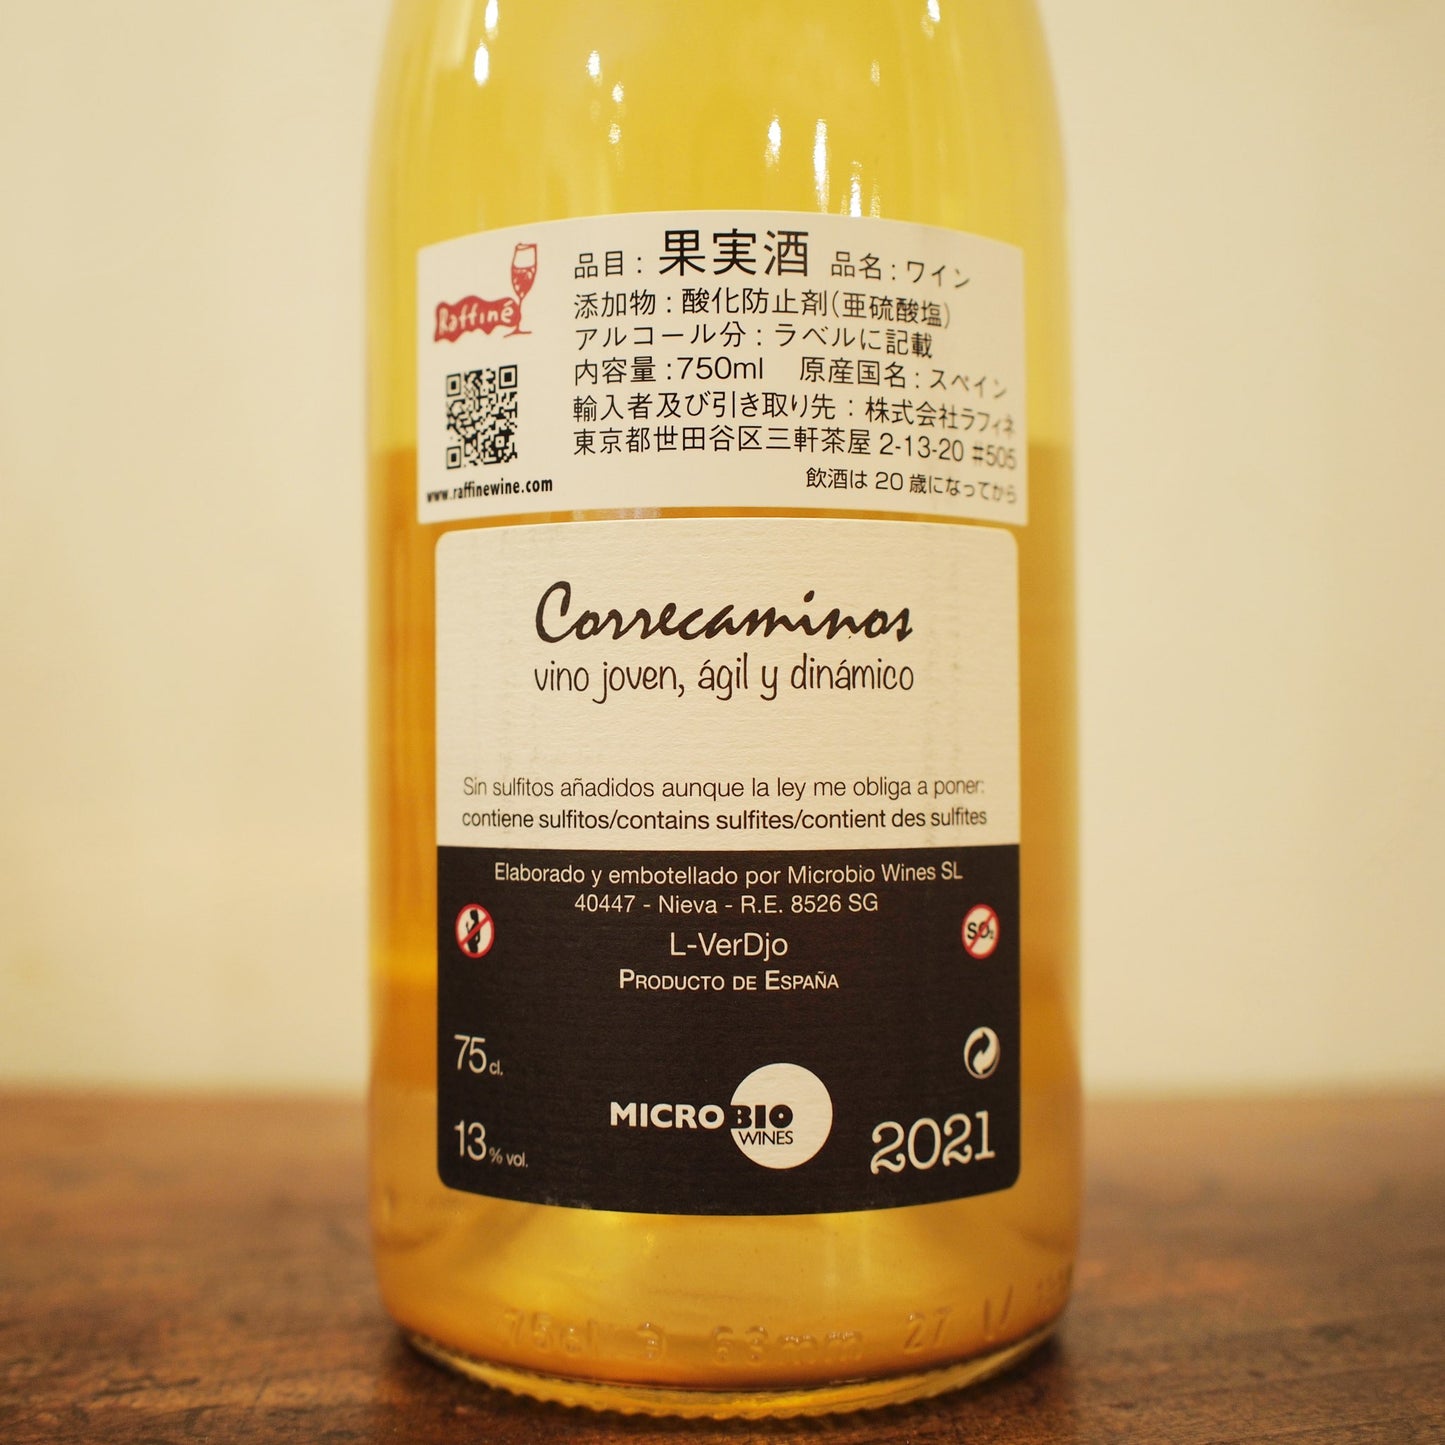 Raffiné
品目 : 果実酒 品名 : ワイン
添加物 : 酸化防止剤(亜硫酸塩)
アルコール分 : ラベルに記載
内容量 : 750ml 原産国名 : スペイン
輸入者及び引き取り先 : 株式会社ラフィネ
東京都世田谷区三軒茶屋 2-13-20 #505
www.raffinewine.com
飲酒は 20 歳になってから
Correcaminos
vino joven, ágil y dinámico
Sin sulfitos añadidos aunque la ley me obliga a poner:
contiene sulfitos/contains sulfites/contient des sulfites
Elaborado y embotellado por Microbio Wines SL
40447 - Nieva - R.E. 8526 SG
SO₂
L-VerDjo
PRODUCTO DE ESPAÑA
75 cl.
MICRO BIO
WINES
13 % vol.
2021
75cl 63mm 27